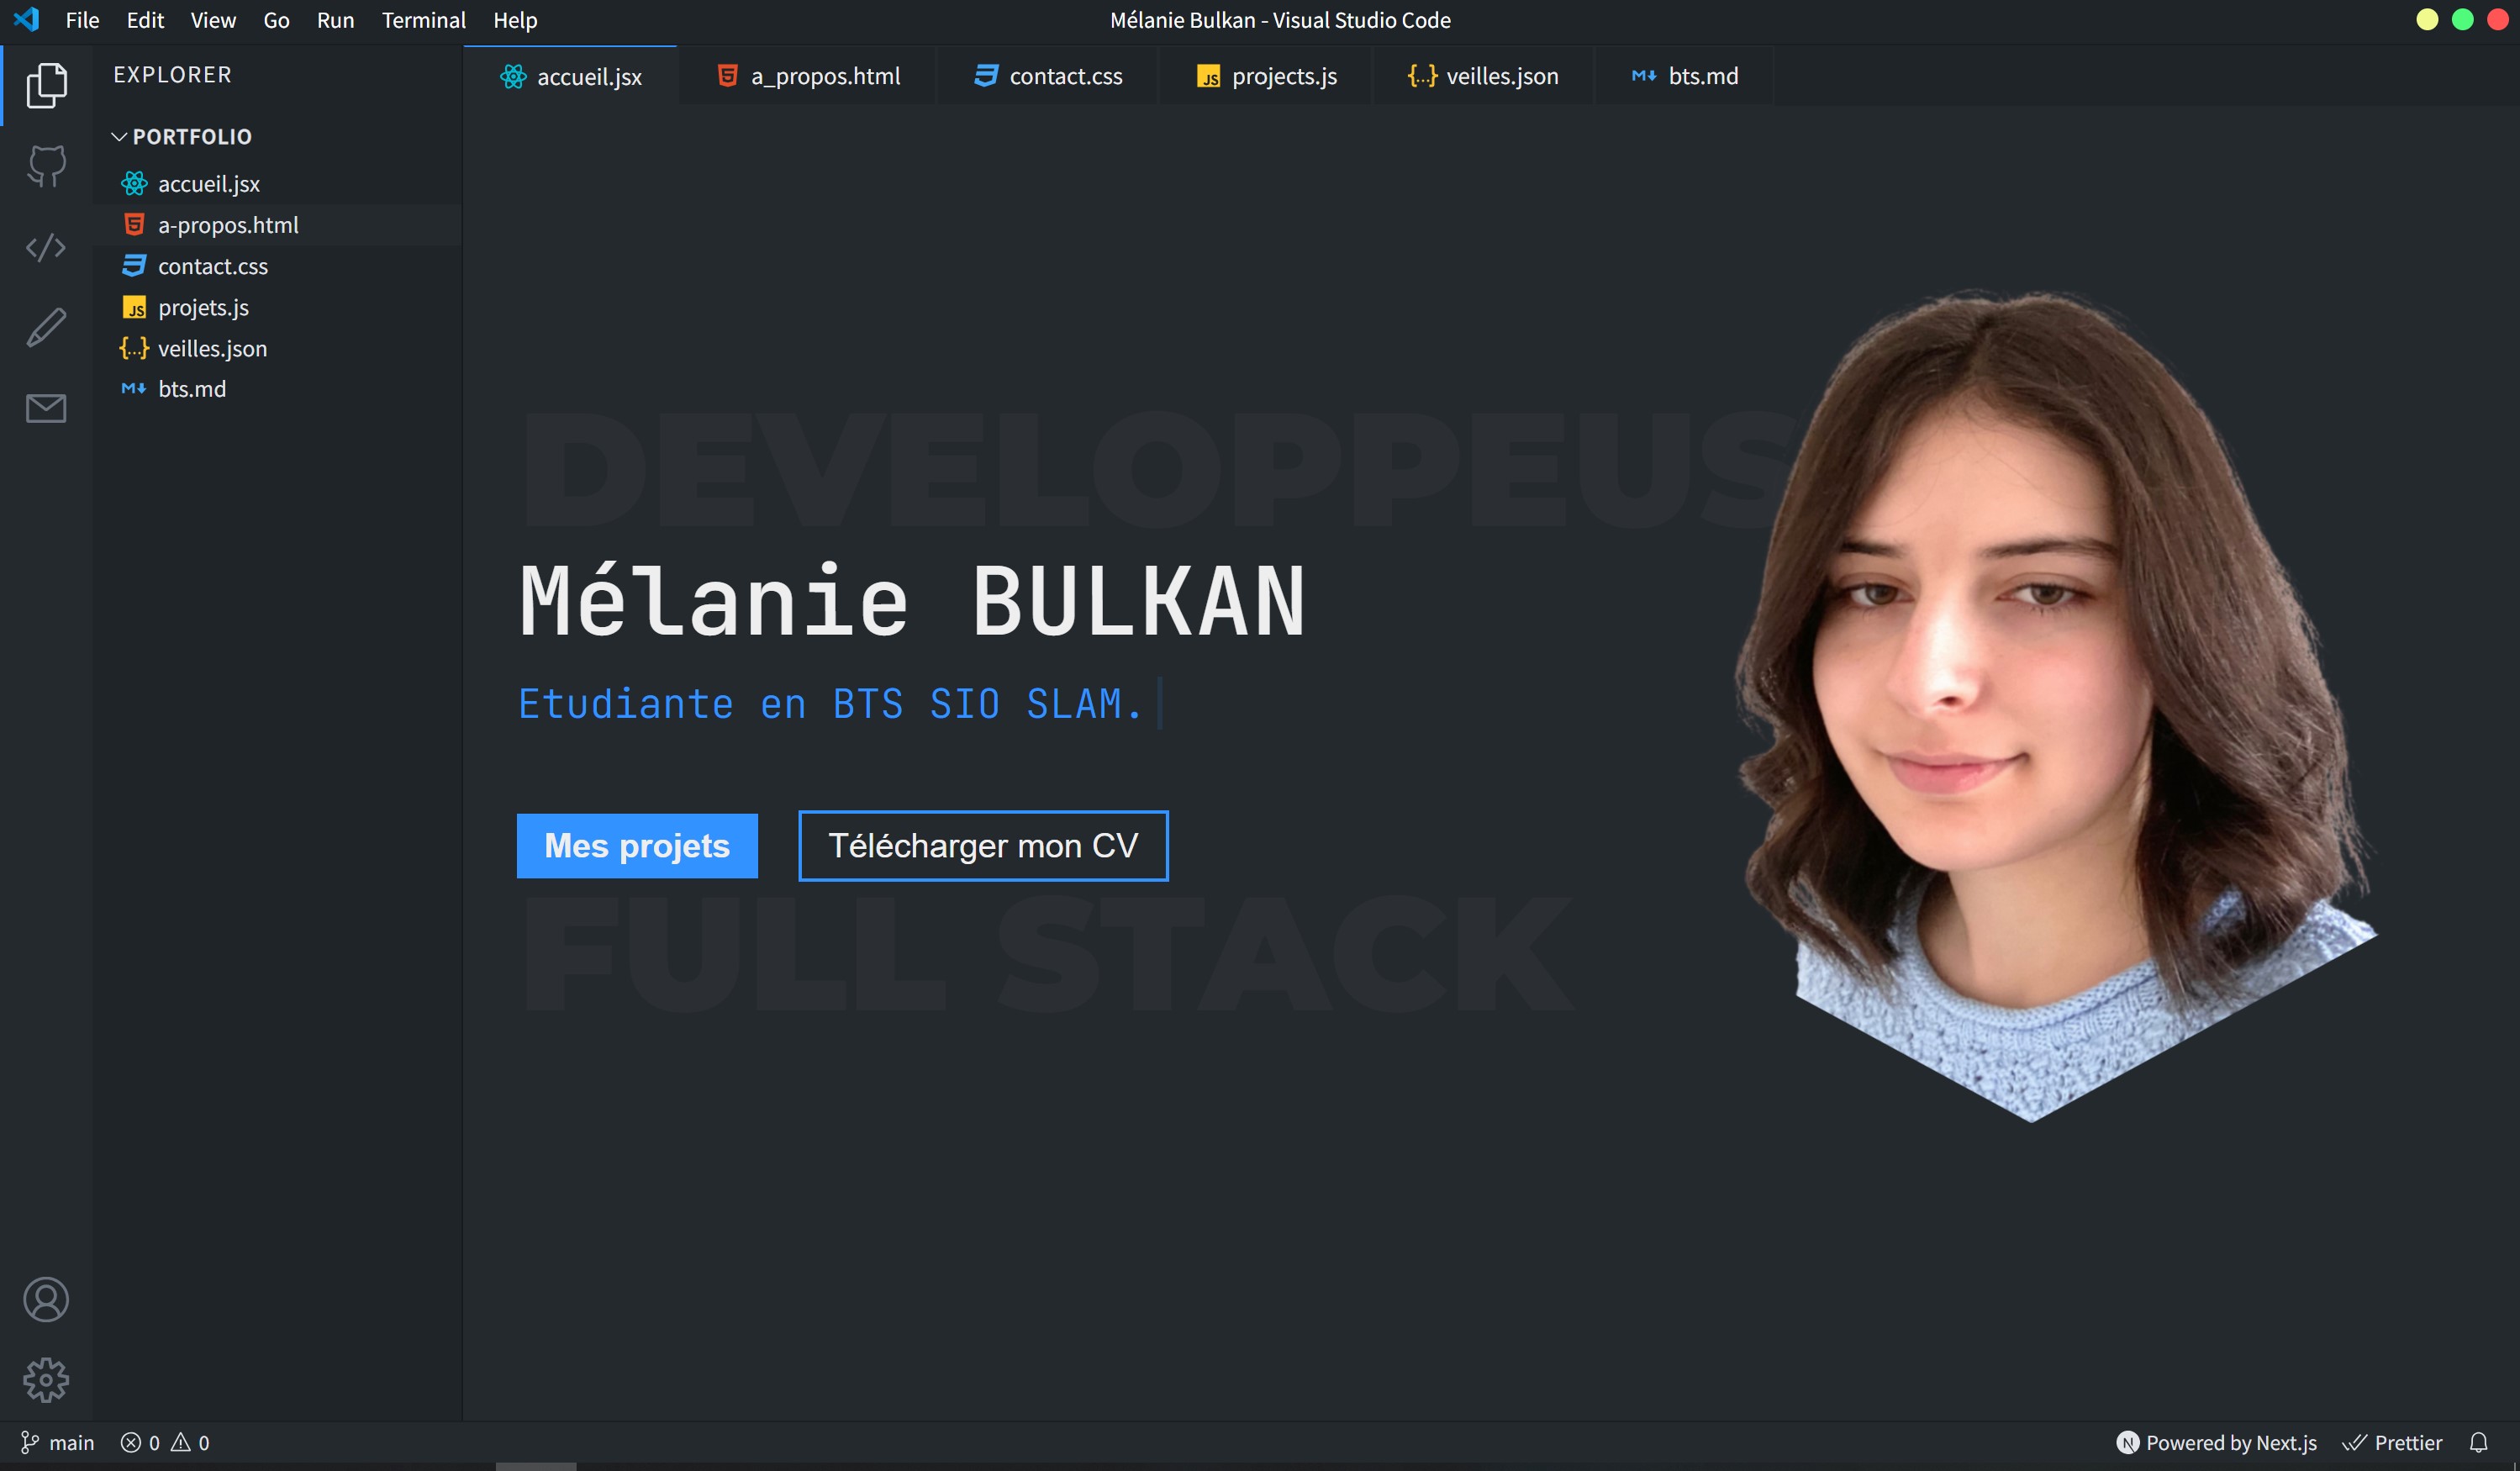 File Edit View Go Run Terminal Help
Mélanie Bulkan - Visual Studio Code
EXPLORER
PORTFOLIO
accueil.jsx
a-propos.html
contact.css
JS projets.js
{...} veilles.json
M bts.md
accueil.jsx
5 a_propos.html
contact.css
JS projects.js
{...} veilles.json
M bts.md
DEVELOPPEUS
Mélanie BULKAN
Etudiante en BTS SIO SLAM.
Mes projets
Télécharger mon CV
FULL STACK
main 0 0
N Powered by Next.js
Prettier